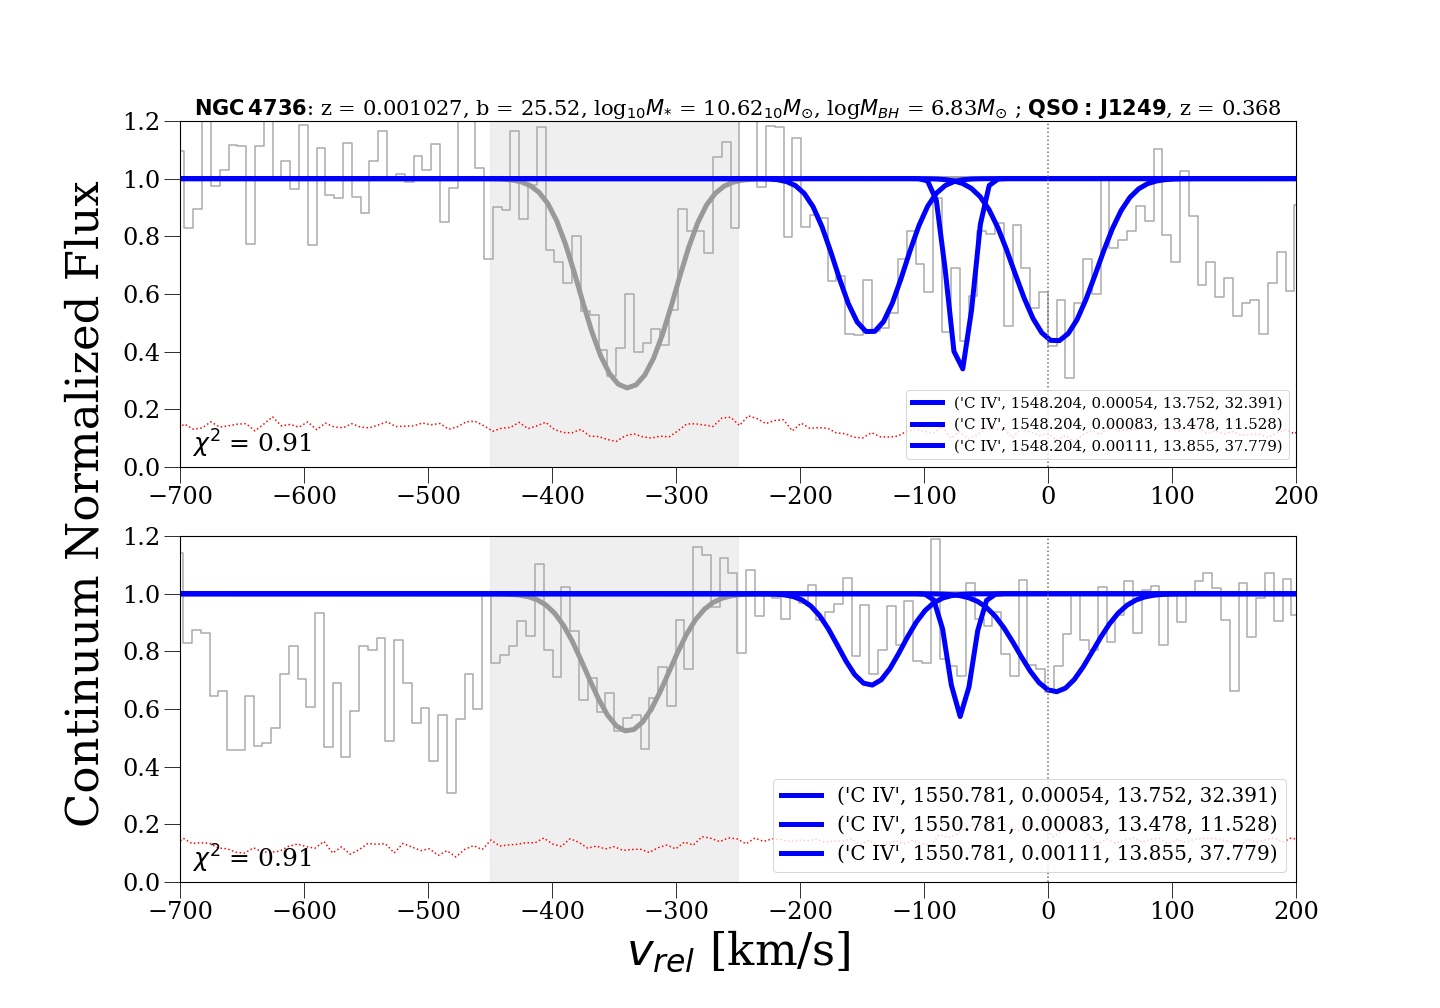 NGC 4736: z = 0.001027, b = 25.52, log₁₀M* = 10.62₁₀M⊙, logM_BH = 6.83M⊙ ; QSO : J1249, z = 0.368
Continuum Normalized Flux
1.2
1.0
0.8
0.6
0.4
0.2
0.0
('C IV', 1548.204, 0.00054, 13.752, 32.391)
('C IV', 1548.204, 0.00083, 13.478, 11.528)
('C IV', 1548.204, 0.00111, 13.855, 37.779)
χ² = 0.91
−700 −600 −500 −400 −300 −200 −100 0 100 200
1.2
1.0
0.8
0.6
0.4
0.2
0.0
('C IV', 1550.781, 0.00054, 13.752, 32.391)
('C IV', 1550.781, 0.00083, 13.478, 11.528)
('C IV', 1550.781, 0.00111, 13.855, 37.779)
χ² = 0.91
−700 −600 −500 −400 −300 −200 −100 0 100 200
v_rel [km/s]